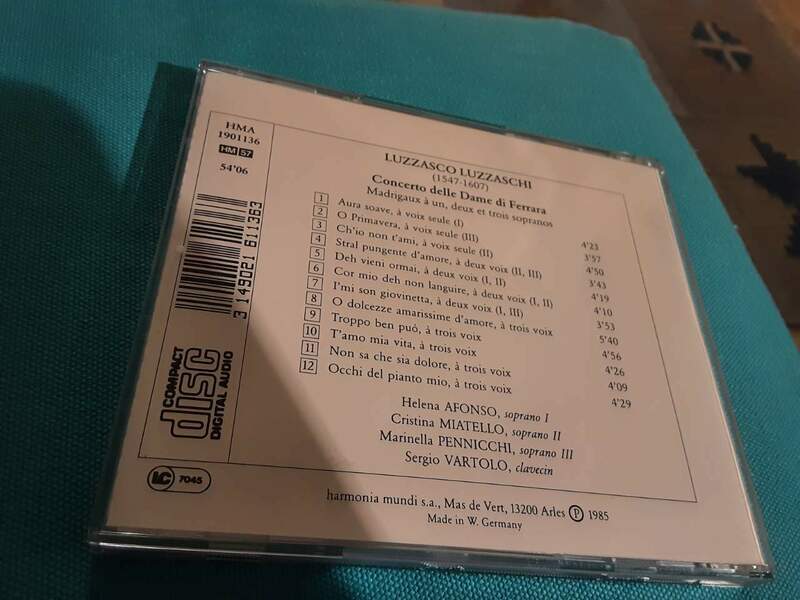 HMA
1901136
HM 57
54'06
3 149021 611363
COMPACT
disc
DIGITAL AUDIO
LC 7045
LUZZASCO LUZZASCHI
(1547-1607)
Concerto delle Dame di Ferrara
Madrigaux à un, deux et trois sopranos
1 Aura soave, à voix seule (I) 4'23
2 O Primavera, à voix seule (III) 3'57
3 Ch'io non t'ami, à voix seule (II) 4'50
4 Stral pungente d'amore, à deux voix (II, III) 3'43
5 Deh vieni ormai, à deux voix (I, II) 4'19
6 Cor mio deh non languire, à deux voix (I, II) 4'10
7 I'mi son giovinetta, à deux voix (I, III) 3'53
8 O dolcezze amarissime d'amore, à trois voix 5'40
9 Troppo ben puó, à trois voix 4'56
10 T'amo mia vita, à trois voix 4'26
11 Non sa che sia dolore, à trois voix 4'09
12 Occhi del pianto mio, à trois voix 4'29
Helena AFONSO, soprano I
Cristina MIATELLO, soprano II
Marinella PENNICCHI, soprano III
Sergio VARTOLO, clavecin
harmonia mundi s.a., Mas de Vert, 13200 Arles Ⓟ 1985
Made in W. Germany